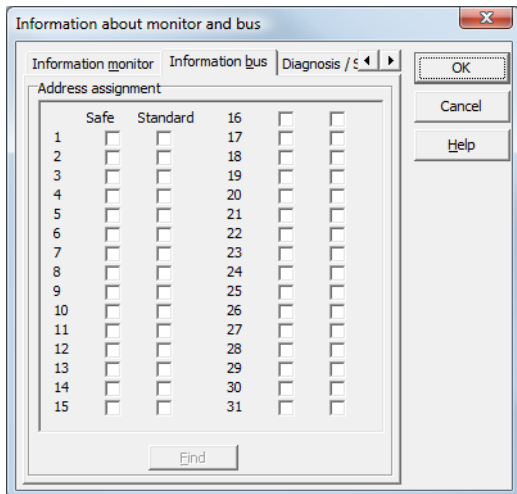 Information about monitor and bus
Information monitor Information bus Diagnosis / S
OK
Cancel
Help
Address assignment
Safe Standard 16
1 17
2 18
3 19
4 20
5 21
6 22
7 23
8 24
9 25
10 26
11 27
12 28
13 29
14 30
15 31
Find